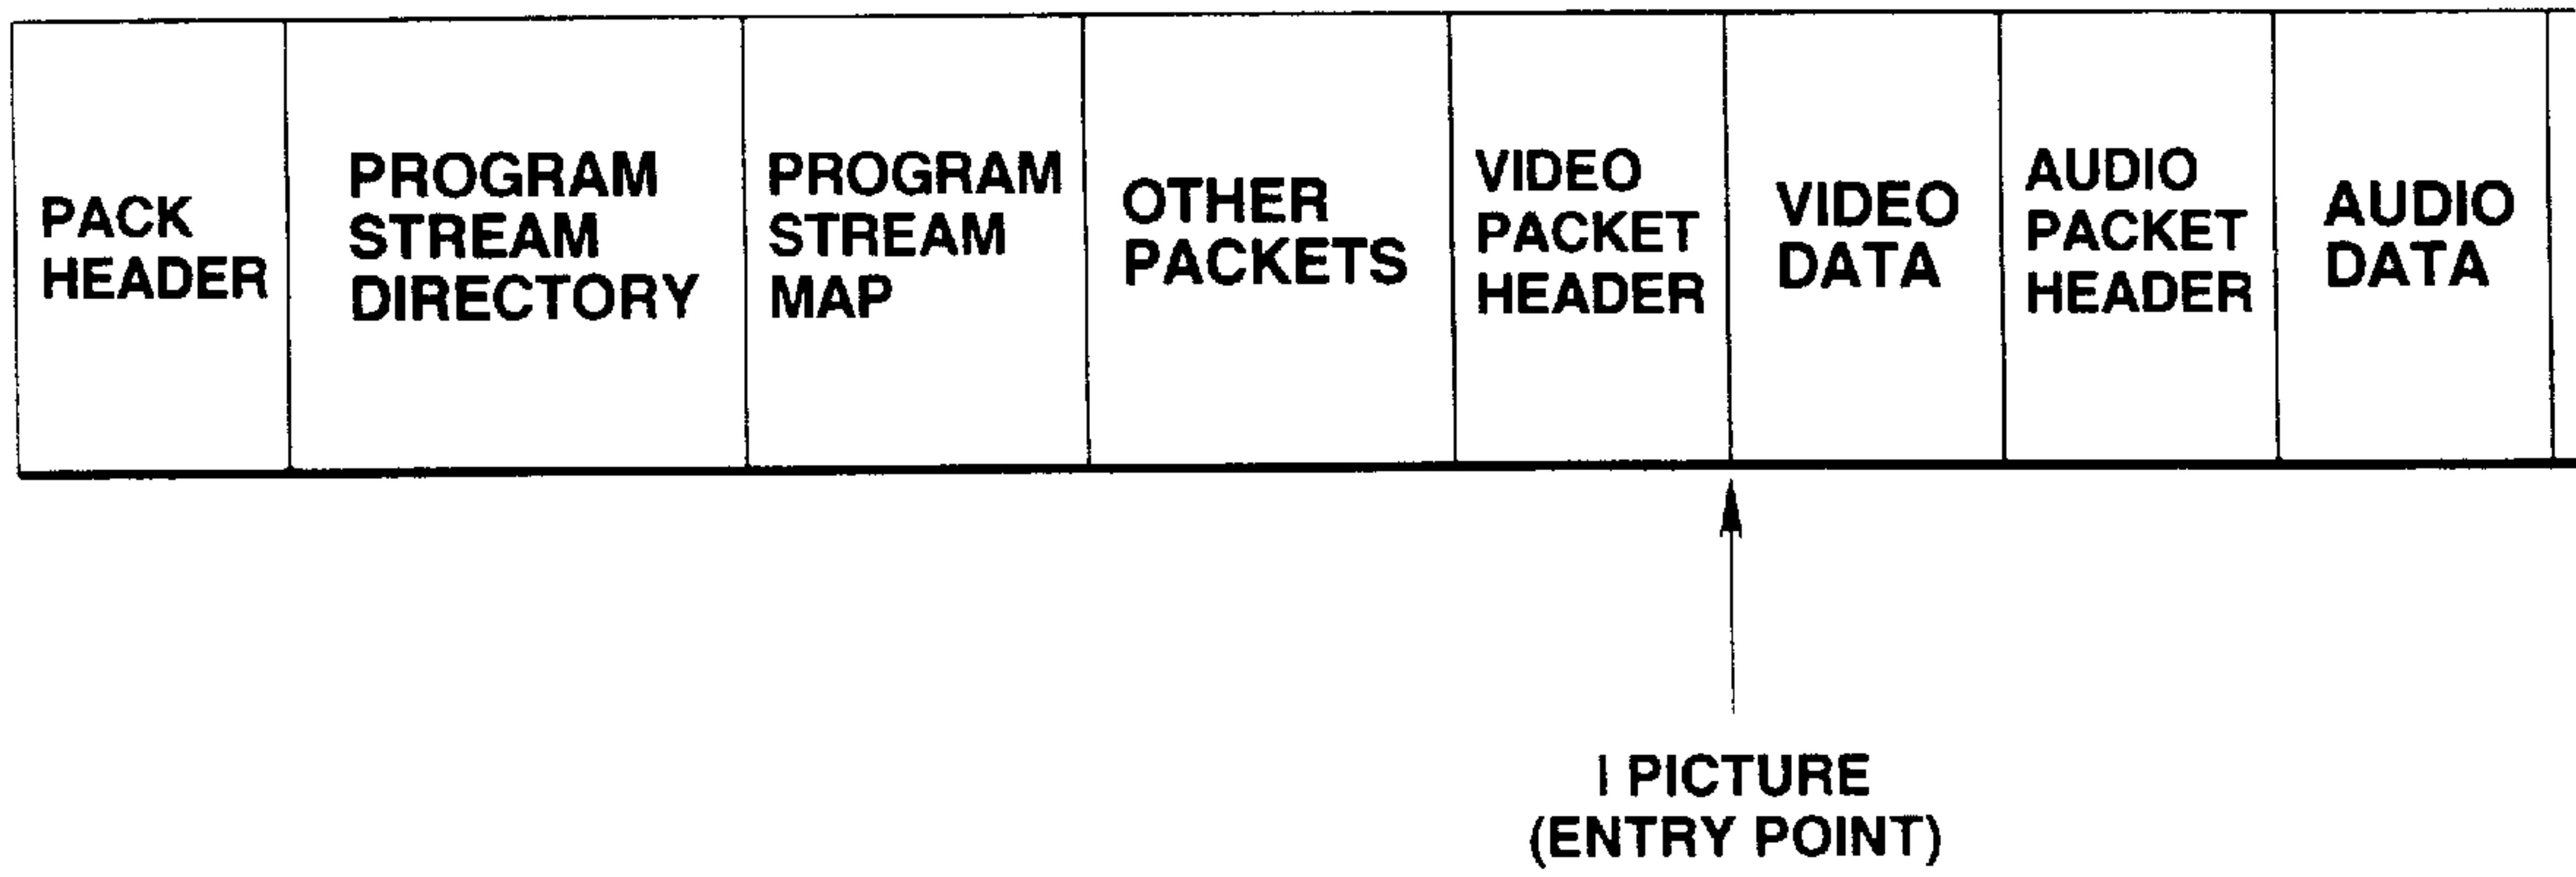 PACK
HEADER
PROGRAM
STREAM
DIRECTORY
PROGRAM
STREAM
MAP
OTHER
PACKETS
VIDEO
PACKET
HEADER
VIDEO
DATA
AUDIO
PACKET
HEADER
AUDIO
DATA
I PICTURE
(ENTRY POINT)